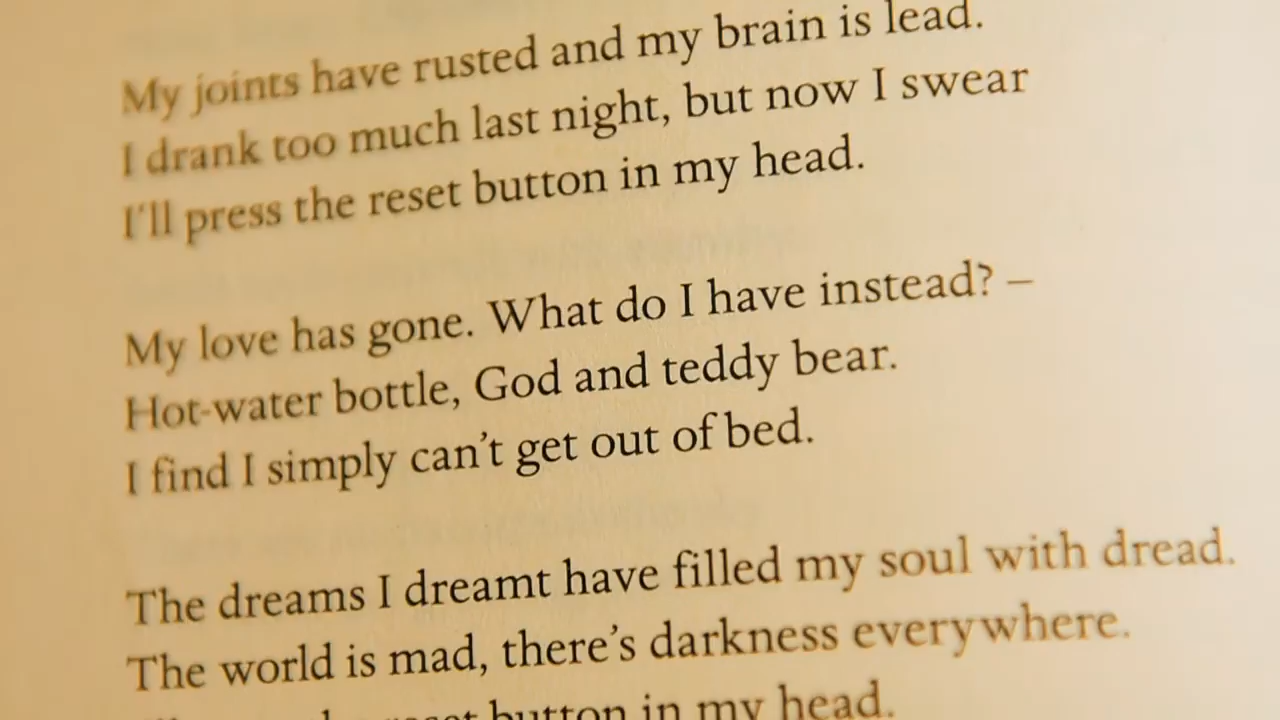 My joints have rusted and my brain is lead.
I drank too much last night, but now I swear
I'll press the reset button in my head.
My love has gone. What do I have instead? –
Hot-water bottle, God and teddy bear.
I find I simply can't get out of bed.
The dreams I dreamt have filled my soul with dread.
The world is mad, there's darkness everywhere.
reset button in my head.